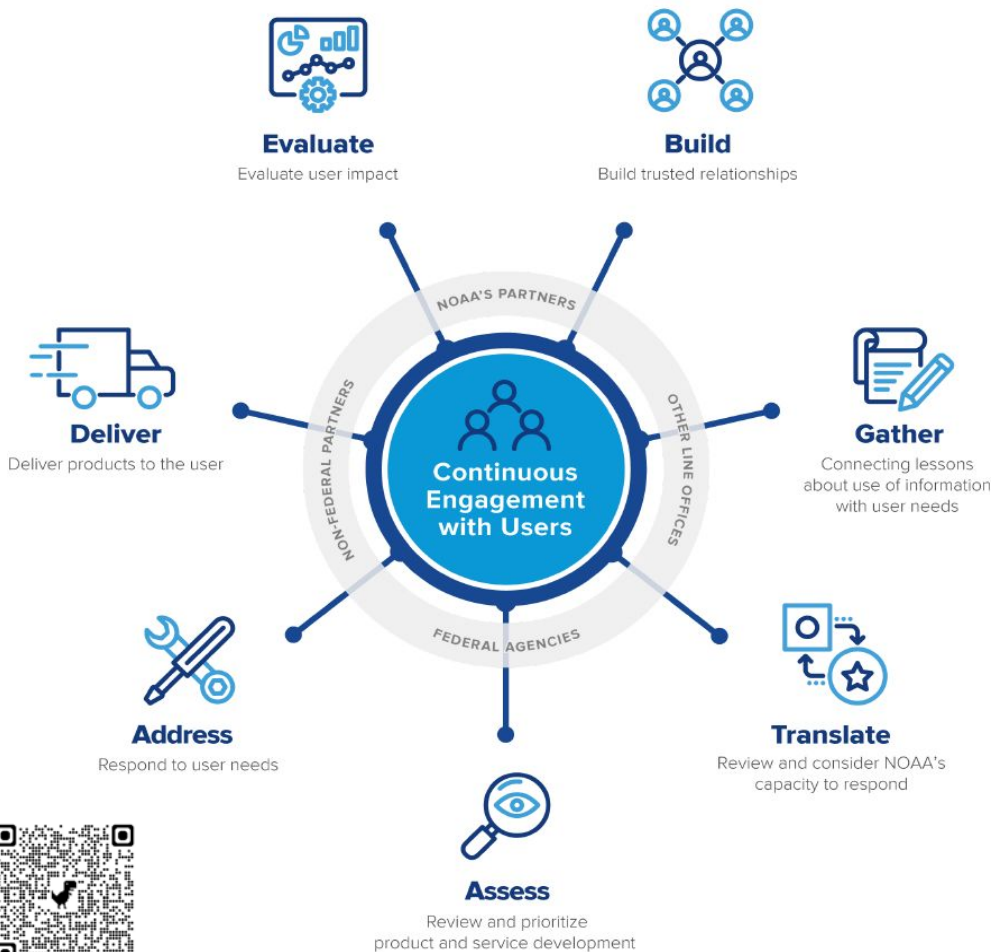 Evaluate
Evaluate user impact
Build
Build trusted relationships
NOAA'S PARTNERS
Deliver
Deliver products to the user
NON-FEDERAL PARTNERS
Continuous
Engagement
with Users
OTHER LINE OFFICES
Gather
Connecting lessons
about use of information
with user needs
FEDERAL AGENCIES
Address
Respond to user needs
Translate
Review and consider NOAA's
capacity to respond
Assess
Review and prioritize
product and service development